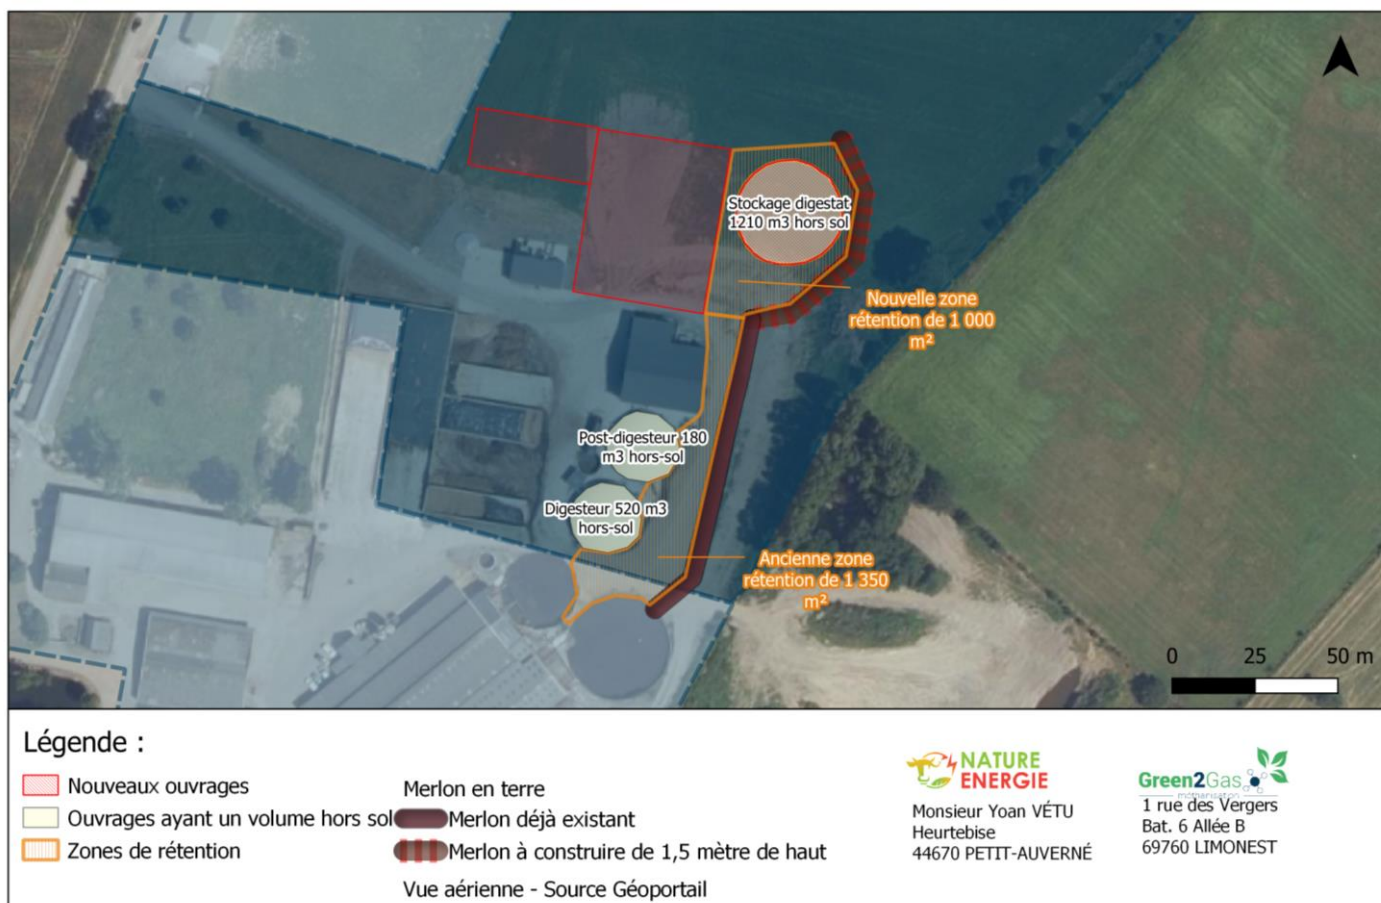 Stockage digestat
1210 m3 hors sol
Nouvelle zone
rétention de 1 000
m²
Post-digesteur 180
m3 hors-sol
Digesteur 520 m3
hors-sol
Ancienne zone
rétention de 1 350
m²
0 25 50 m
Légende :
Nouveaux ouvrages
Ouvrages ayant un volume hors sol
Zones de rétention
Merlon en terre
Merlon déjà existant
Merlon à construire de 1,5 mètre de haut
Vue aérienne - Source Géoportail
NATURE
ENERGIE
Monsieur Yoan VÉTU
Heurtebise
44670 PETIT-AUVERNÉ
Green2Gas
méthanisation
1 rue des Vergers
Bat. 6 Allée B
69760 LIMONEST